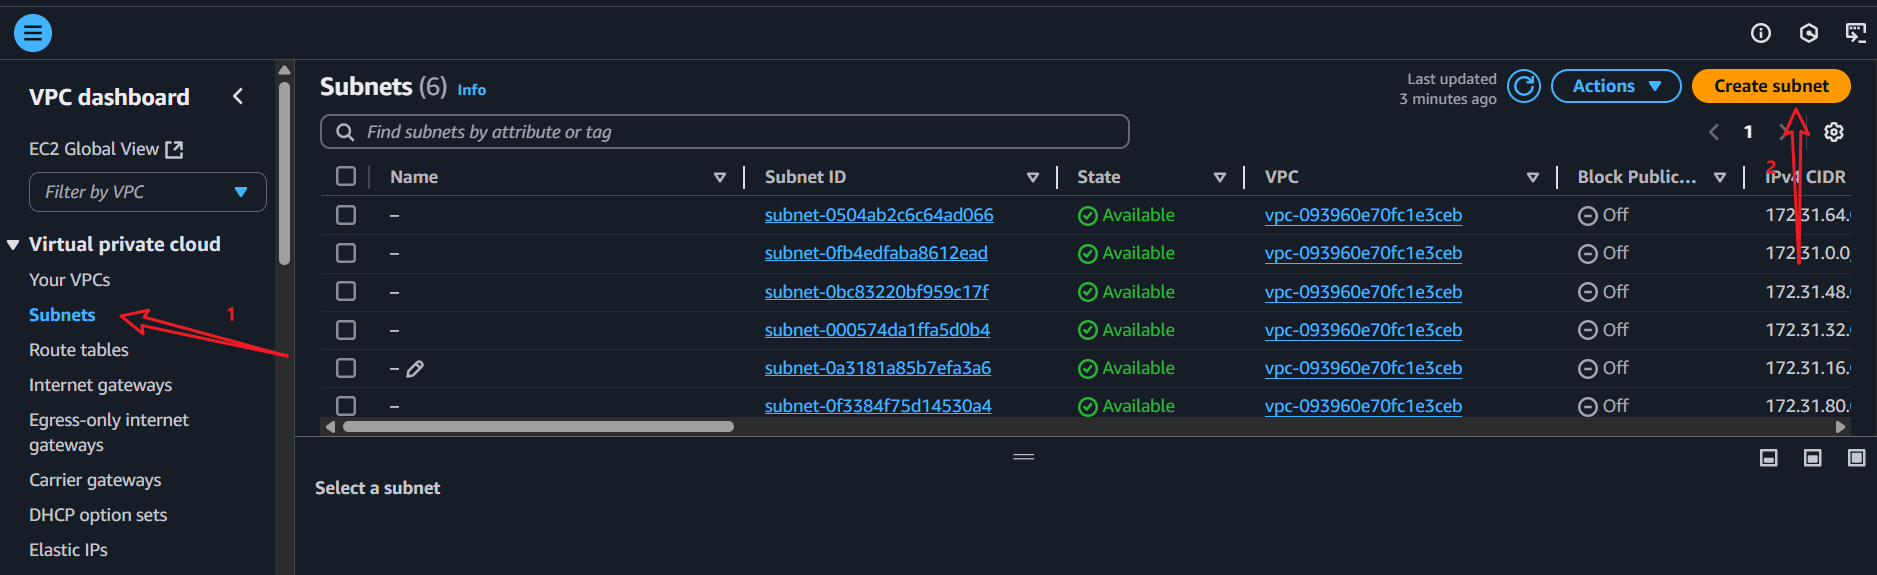 VPC dashboard
EC2 Global View
Filter by VPC
Virtual private cloud
Your VPCs
Subnets 1
Route tables
Internet gateways
Egress-only internet
gateways
Carrier gateways
DHCP option sets
Elastic IPs
Subnets (6) Info
Last updated
3 minutes ago
Actions
Create subnet
Find subnets by attribute or tag
1
2
Name Subnet ID State VPC Block Public... IPv4 CIDR
– subnet-0504ab2c6c64ad066 Available vpc-093960e70fc1e3ceb Off 172.31.64.
– subnet-0fb4edfaba8612ead Available vpc-093960e70fc1e3ceb Off 172.31.0.0
– subnet-0bc83220bf959c17f Available vpc-093960e70fc1e3ceb Off 172.31.48.
– subnet-000574da1ffa5d0b4 Available vpc-093960e70fc1e3ceb Off 172.31.32.
– subnet-0a3181a85b7efa3a6 Available vpc-093960e70fc1e3ceb Off 172.31.16.
– subnet-0f3384f75d14530a4 Available vpc-093960e70fc1e3ceb Off 172.31.80.
Select a subnet